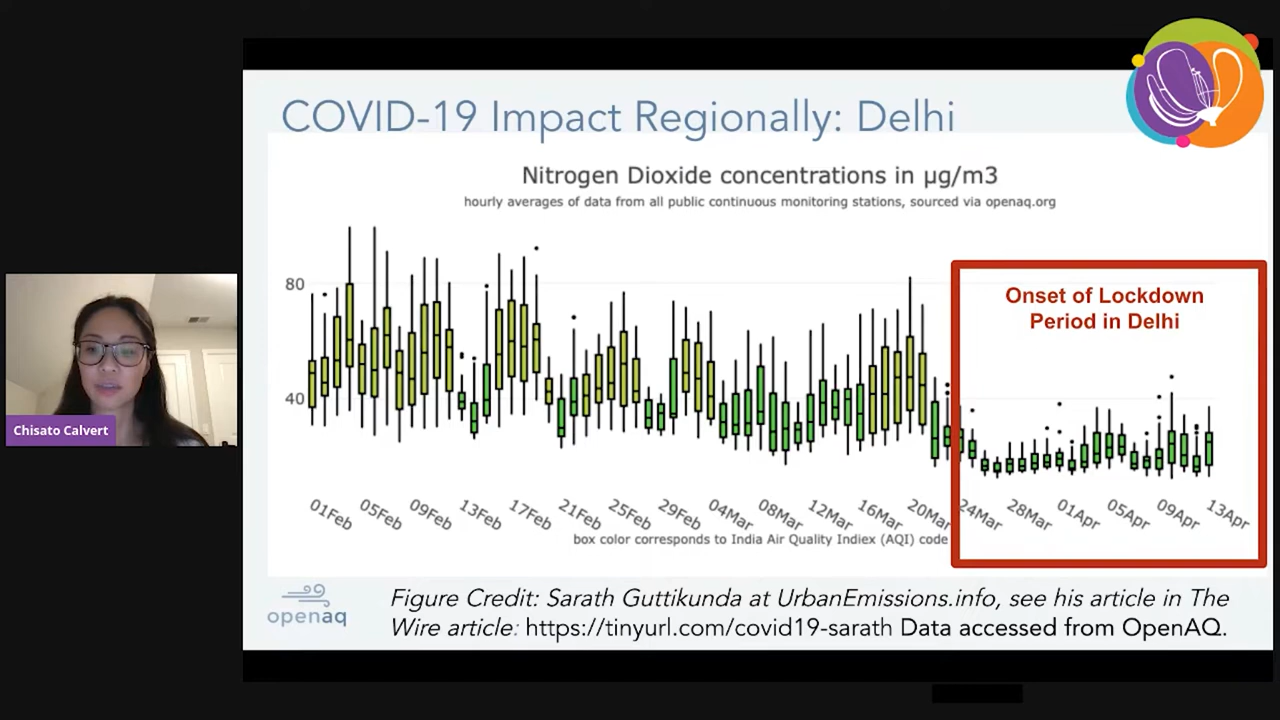 COVID-19 Impact Regionally: Delhi
Nitrogen Dioxide concentrations in µg/m3
hourly averages of data from all public continuous monitoring stations, sourced via openaq.org
80
40
Onset of Lockdown
Period in Delhi
01Feb 05Feb 09Feb 13Feb 17Feb 21Feb 25Feb 29Feb 04Mar 08Mar 12Mar 16Mar 20Mar 24Mar 28Mar 01Apr 05Apr 09Apr 13Apr
box color corresponds to India Air Quality Indiex (AQI) code
Chisato Calvert
openaq
Figure Credit: Sarath Guttikunda at UrbanEmissions.info, see his article in The
Wire article: https://tinyurl.com/covid19-sarath Data accessed from OpenAQ.